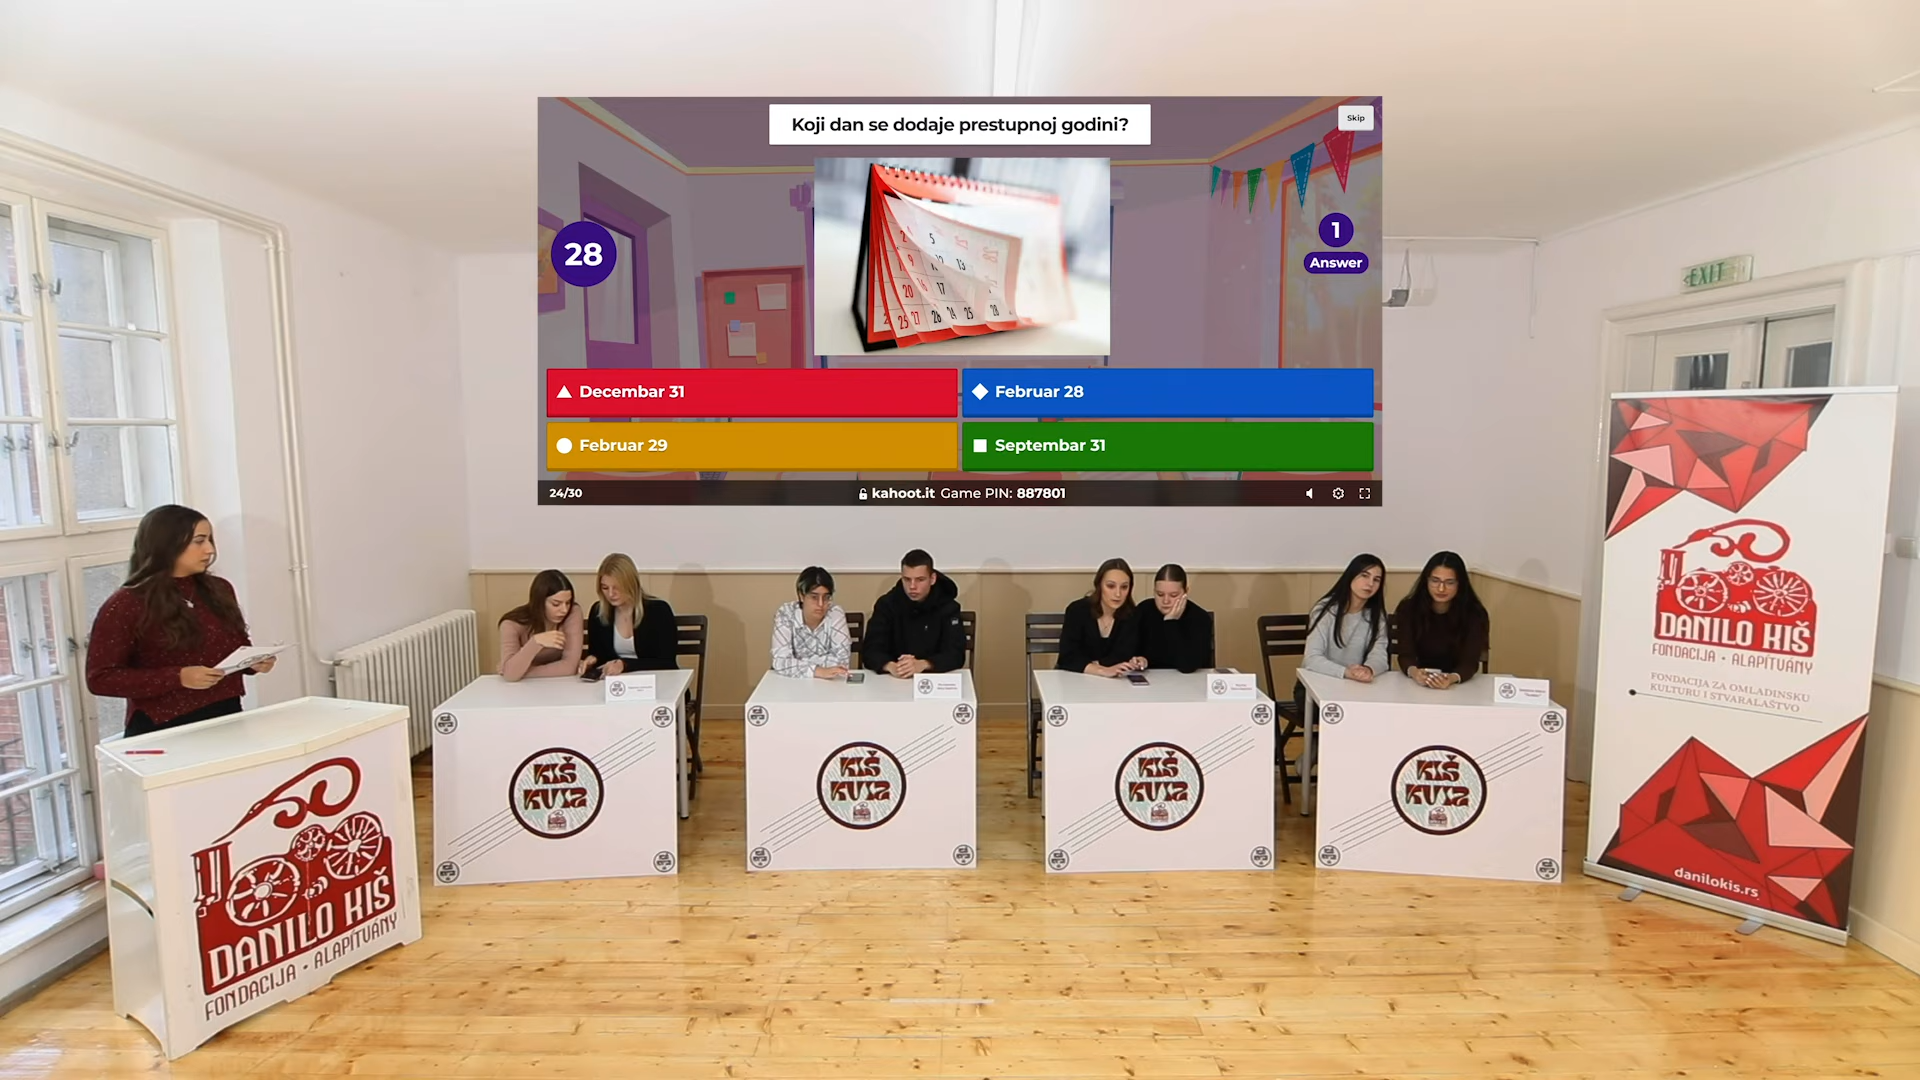 Koji dan se dodaje prestupnoj godini?
Skip
28
1
Answer
Decembar 31
Februar 28
Februar 29
Septembar 31
24/30
kahoot.it Game PIN: 887801
EXIT
DANILO KIŠ
FONDACIJA • ALAPÍTVÁNY
FONDACIJA ZA OMLADINSKU
KULTURU I STVARALAŠTVO
danilokis.rs
KIŠ
KVIZ
KIŠ
KVIZ
KIŠ
KVIZ
KIŠ
KVIZ
DANILO KIŠ
FONDACIJA • ALAPÍTVÁNY